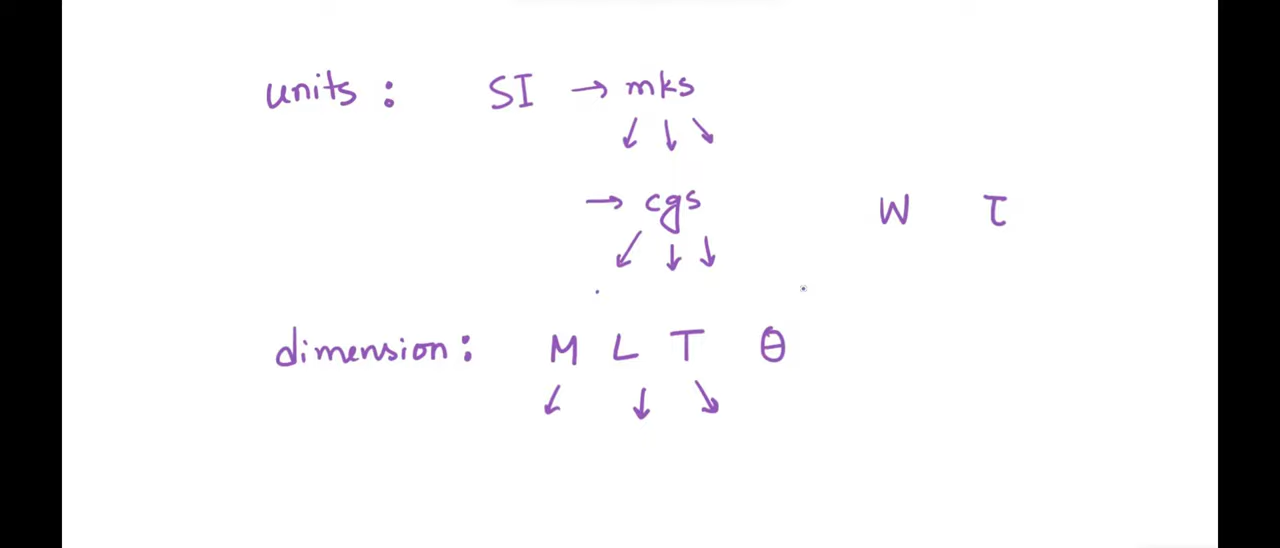 units : SI → mks
→ cgs W τ
dimension : M L T θ